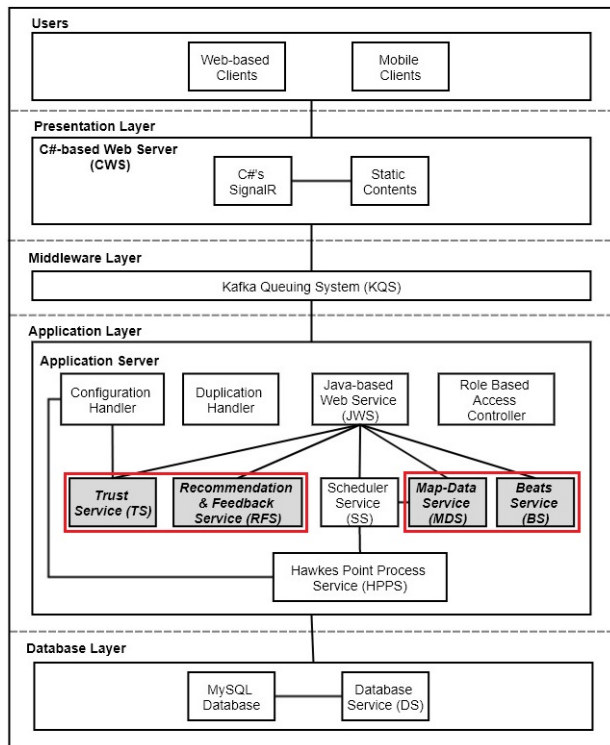 Users
Web-based
Clients
Mobile
Clients
Presentation Layer
C#-based Web Server
(CWS)
C#'s
SignalR
Static
Contents
Middleware Layer
Kafka Queuing System (KQS)
Application Layer
Application Server
Configuration
Handler
Duplication
Handler
Java-based
Web Service
(JWS)
Role Based
Access
Controller
Trust
Service (TS)
Recommendation
& Feedback
Service (RFS)
Scheduler
Service
(SS)
Map-Data
Service
(MDS)
Beats
Service
(BS)
Hawkes Point Process
Service (HPPS)
Database Layer
MySQL
Database
Database
Service (DS)